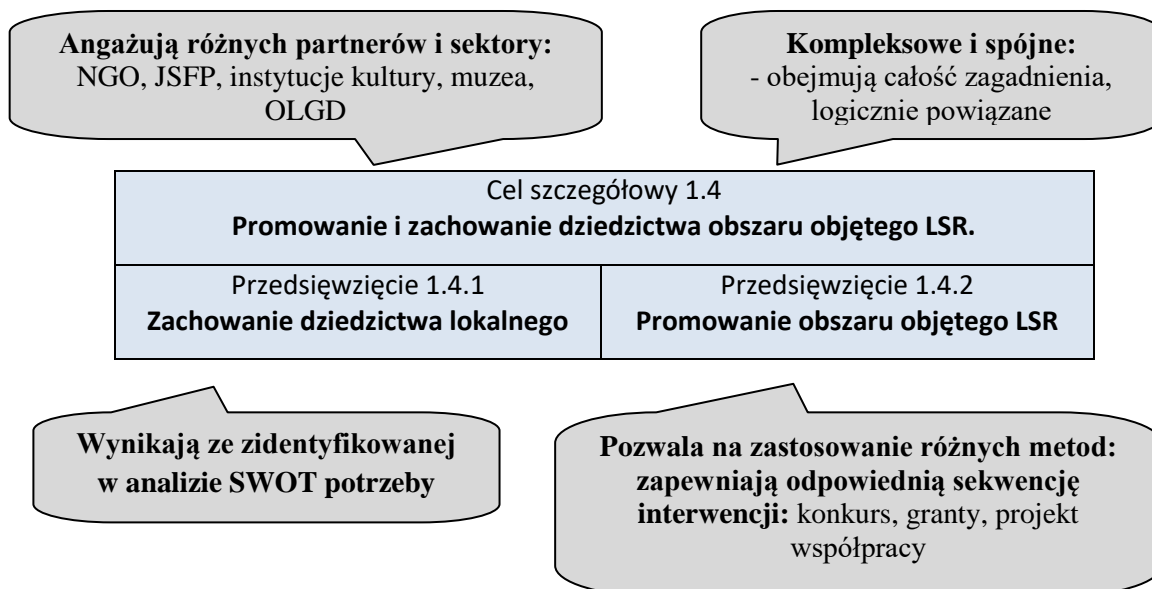 Angażują różnych partnerów i sektory:
NGO, JSFP, instytucje kultury, muzea,
OLGD
Kompleksowe i spójne:
- obejmują całość zagadnienia,
logicznie powiązane
Cel szczegółowy 1.4
Promowanie i zachowanie dziedzictwa obszaru objętego LSR.
Przedsięwzięcie 1.4.1
Zachowanie dziedzictwa lokalnego
Przedsięwzięcie 1.4.2
Promowanie obszaru objętego LSR
Wynikają ze zidentyfikowanej
w analizie SWOT potrzeby
Pozwala na zastosowanie różnych metod:
zapewniają odpowiednią sekwencję
interwencji: konkurs, granty, projekt
współpracy